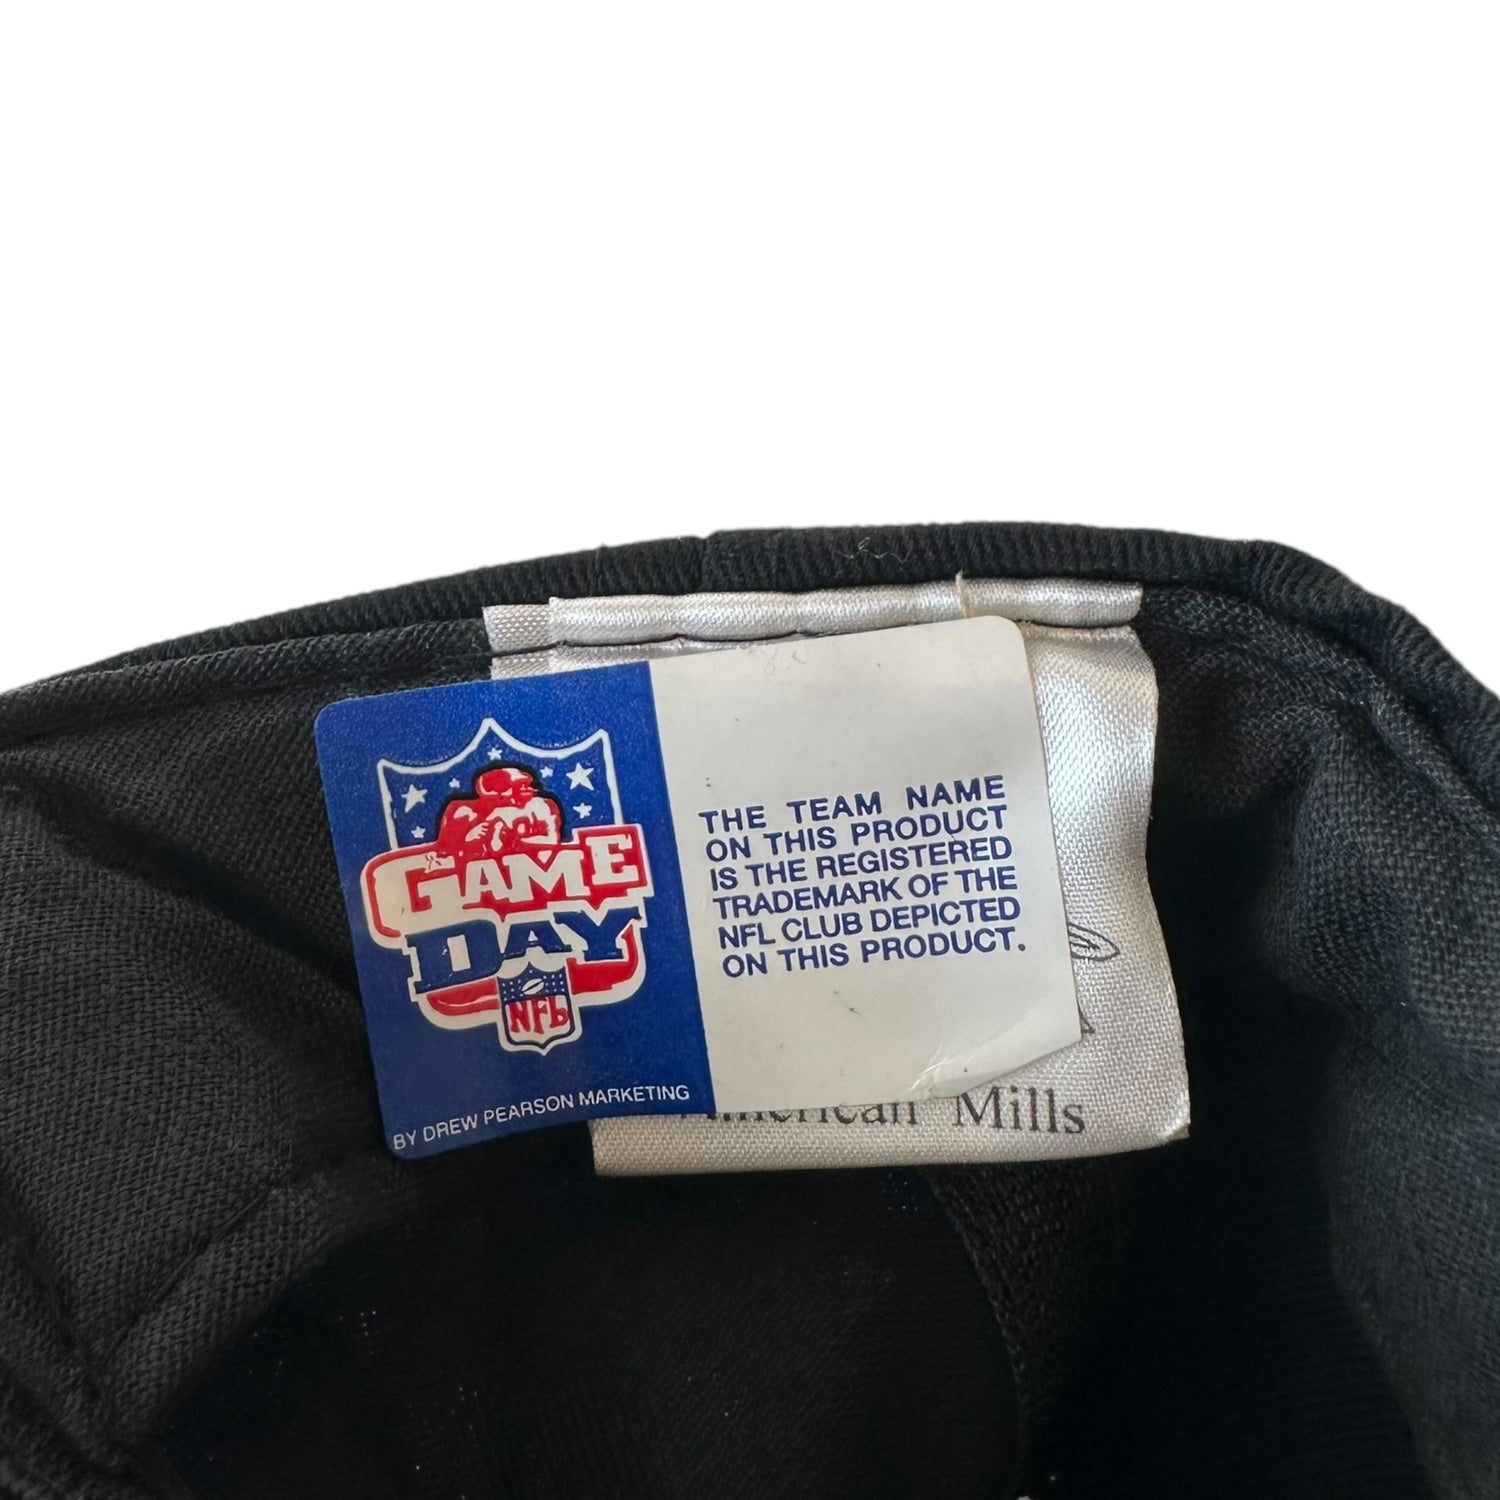 GAME
DAY
NFL
BY DREW PEARSON MARKETING
THE TEAM NAME
ON THIS PRODUCT
IS THE REGISTERED
TRADEMARK OF THE
NFL CLUB DEPICTED
ON THIS PRODUCT.
American Mills